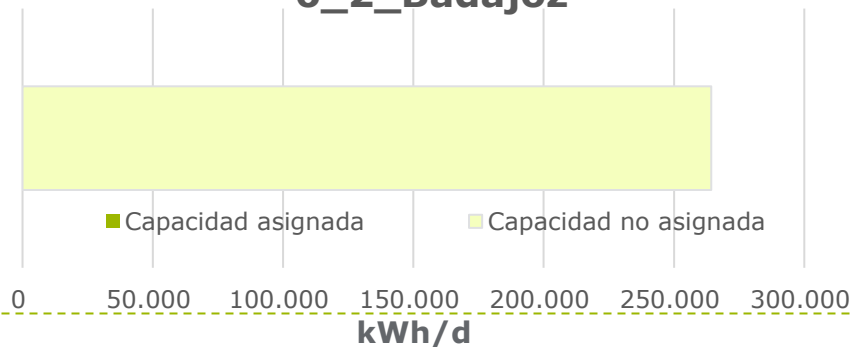 6_2_Badajoz
Capacidad asignada Capacidad no asignada
0 50.000 100.000 150.000 200.000 250.000 300.000
kWh/d